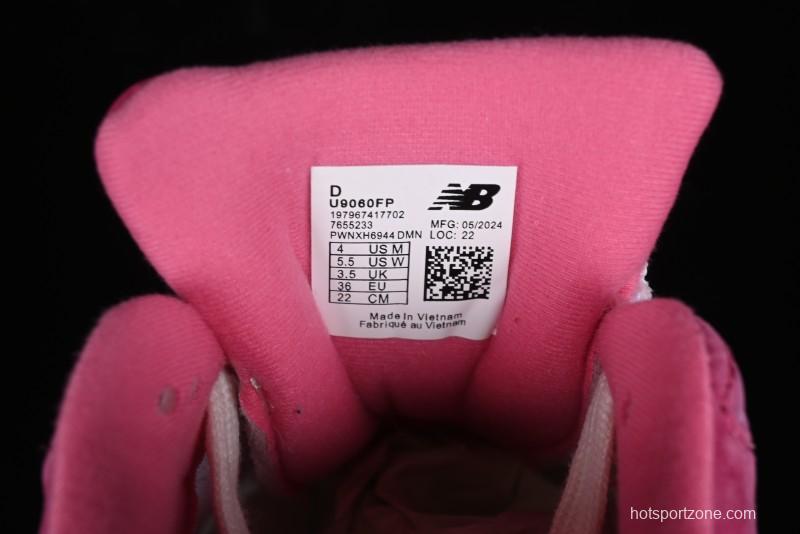 D
U9060FP
197967417702
7655233
PWNXH6944 DMN
NB
MFG: 05/2024
LOC: 22
4 US M
5.5 US W
3.5 UK
36 EU
22 CM
Made In Vietnam
Fabriqué au Vietnam
hotsportzone.com